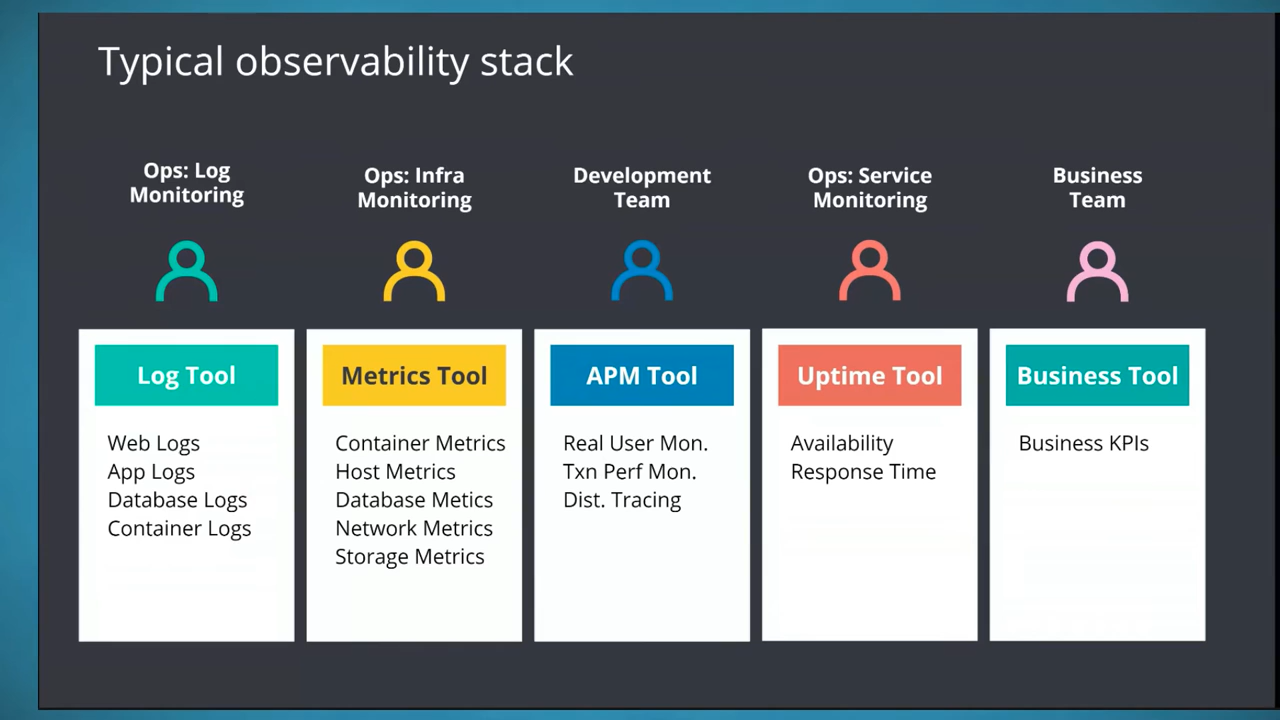 Typical observability stack
Ops: Log
Monitoring
Ops: Infra
Monitoring
Development
Team
Ops: Service
Monitoring
Business
Team
Log Tool
Web Logs
App Logs
Database Logs
Container Logs
Metrics Tool
Container Metrics
Host Metrics
Database Metics
Network Metrics
Storage Metrics
APM Tool
Real User Mon.
Txn Perf Mon.
Dist. Tracing
Uptime Tool
Availability
Response Time
Business Tool
Business KPIs